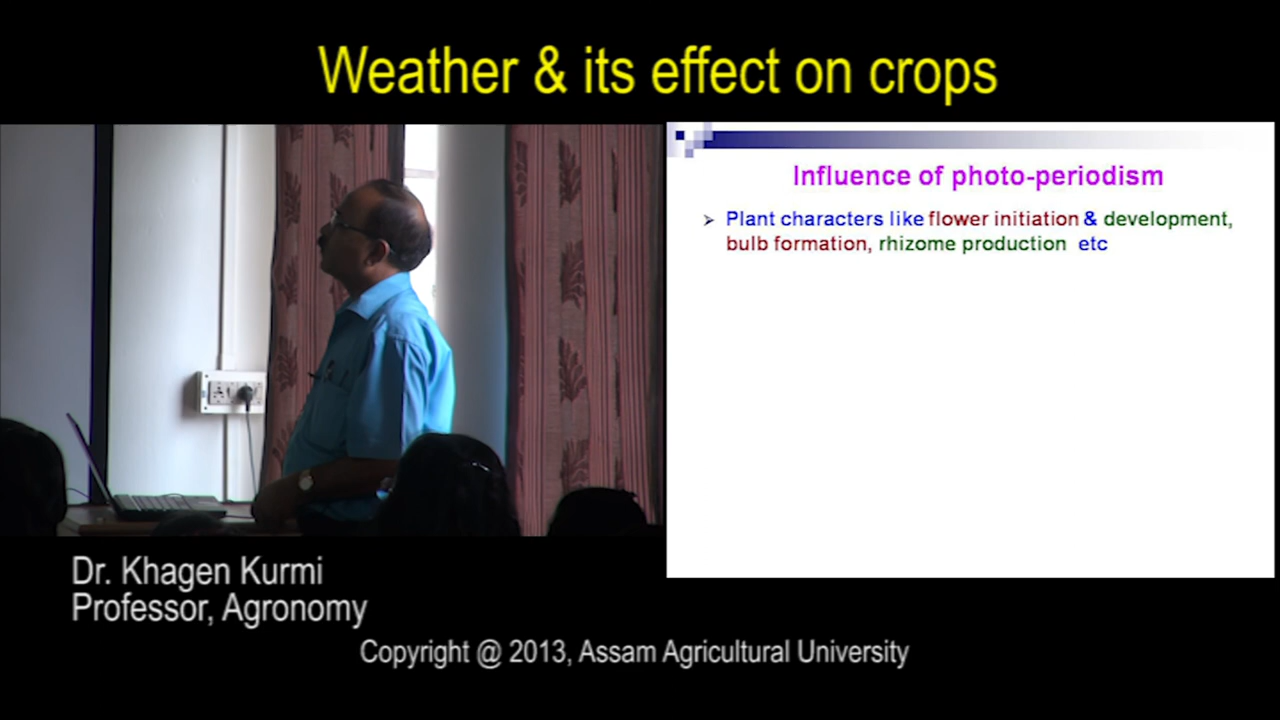 Weather & its effect on crops
Influence of photo-periodism
Plant characters like flower initiation & development,
bulb formation, rhizome production etc
Dr. Khagen Kurmi
Professor, Agronomy
Copyright @ 2013, Assam Agricultural University